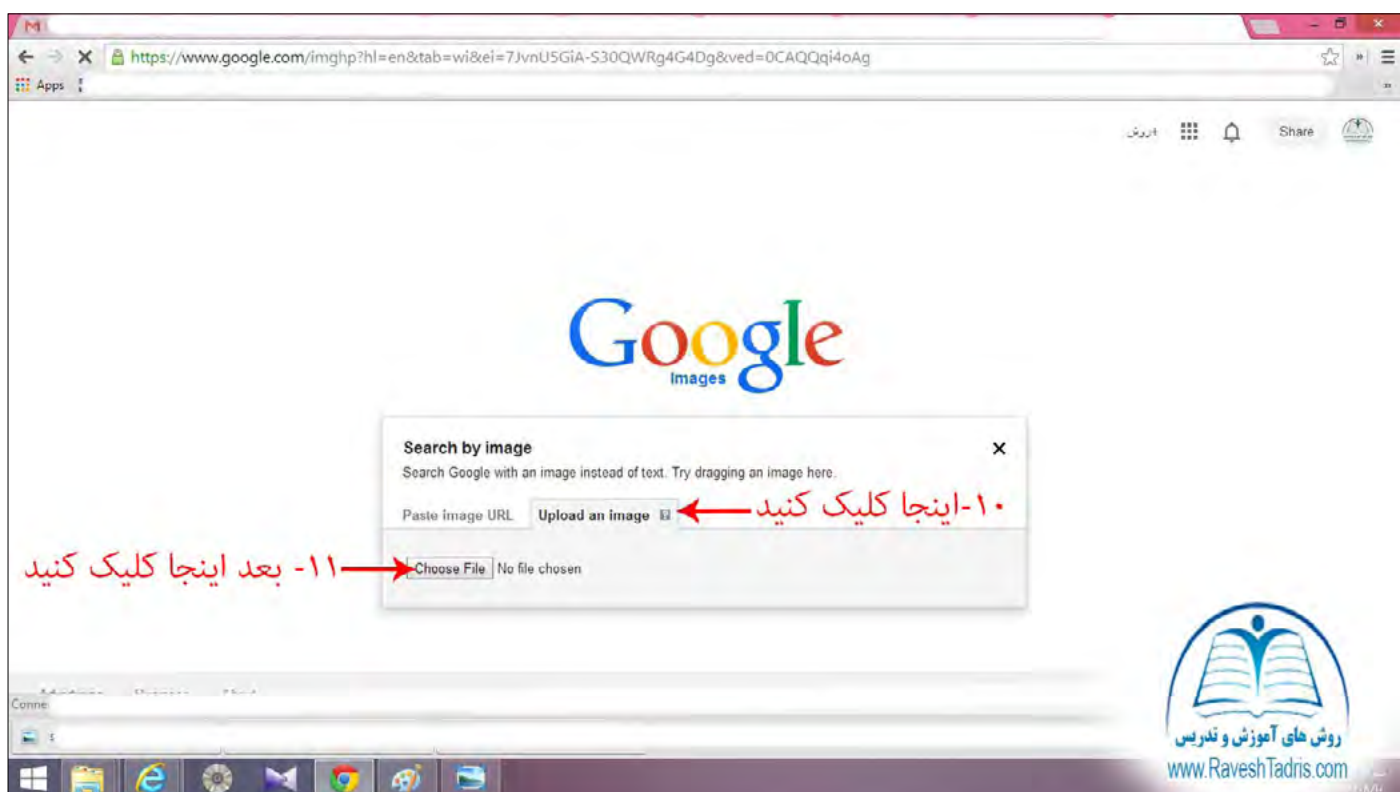 https://www.google.com/imghp?hl=en&tab=wi&ei=7JvnU5GiA-S30QWRg4G4Dg&ved=0CAQQqi4oAg
Apps
+روش
Share
Google
Images
Search by image
Search Google with an image instead of text. Try dragging an image here.
Paste image URL
Upload an image
۱۰-اینجا کلیک کنید
Choose File
No file chosen
۱۱- بعد اینجا کلیک کنید
Conne
روش های آموزش و تدریس
www.RaveshTadris.com